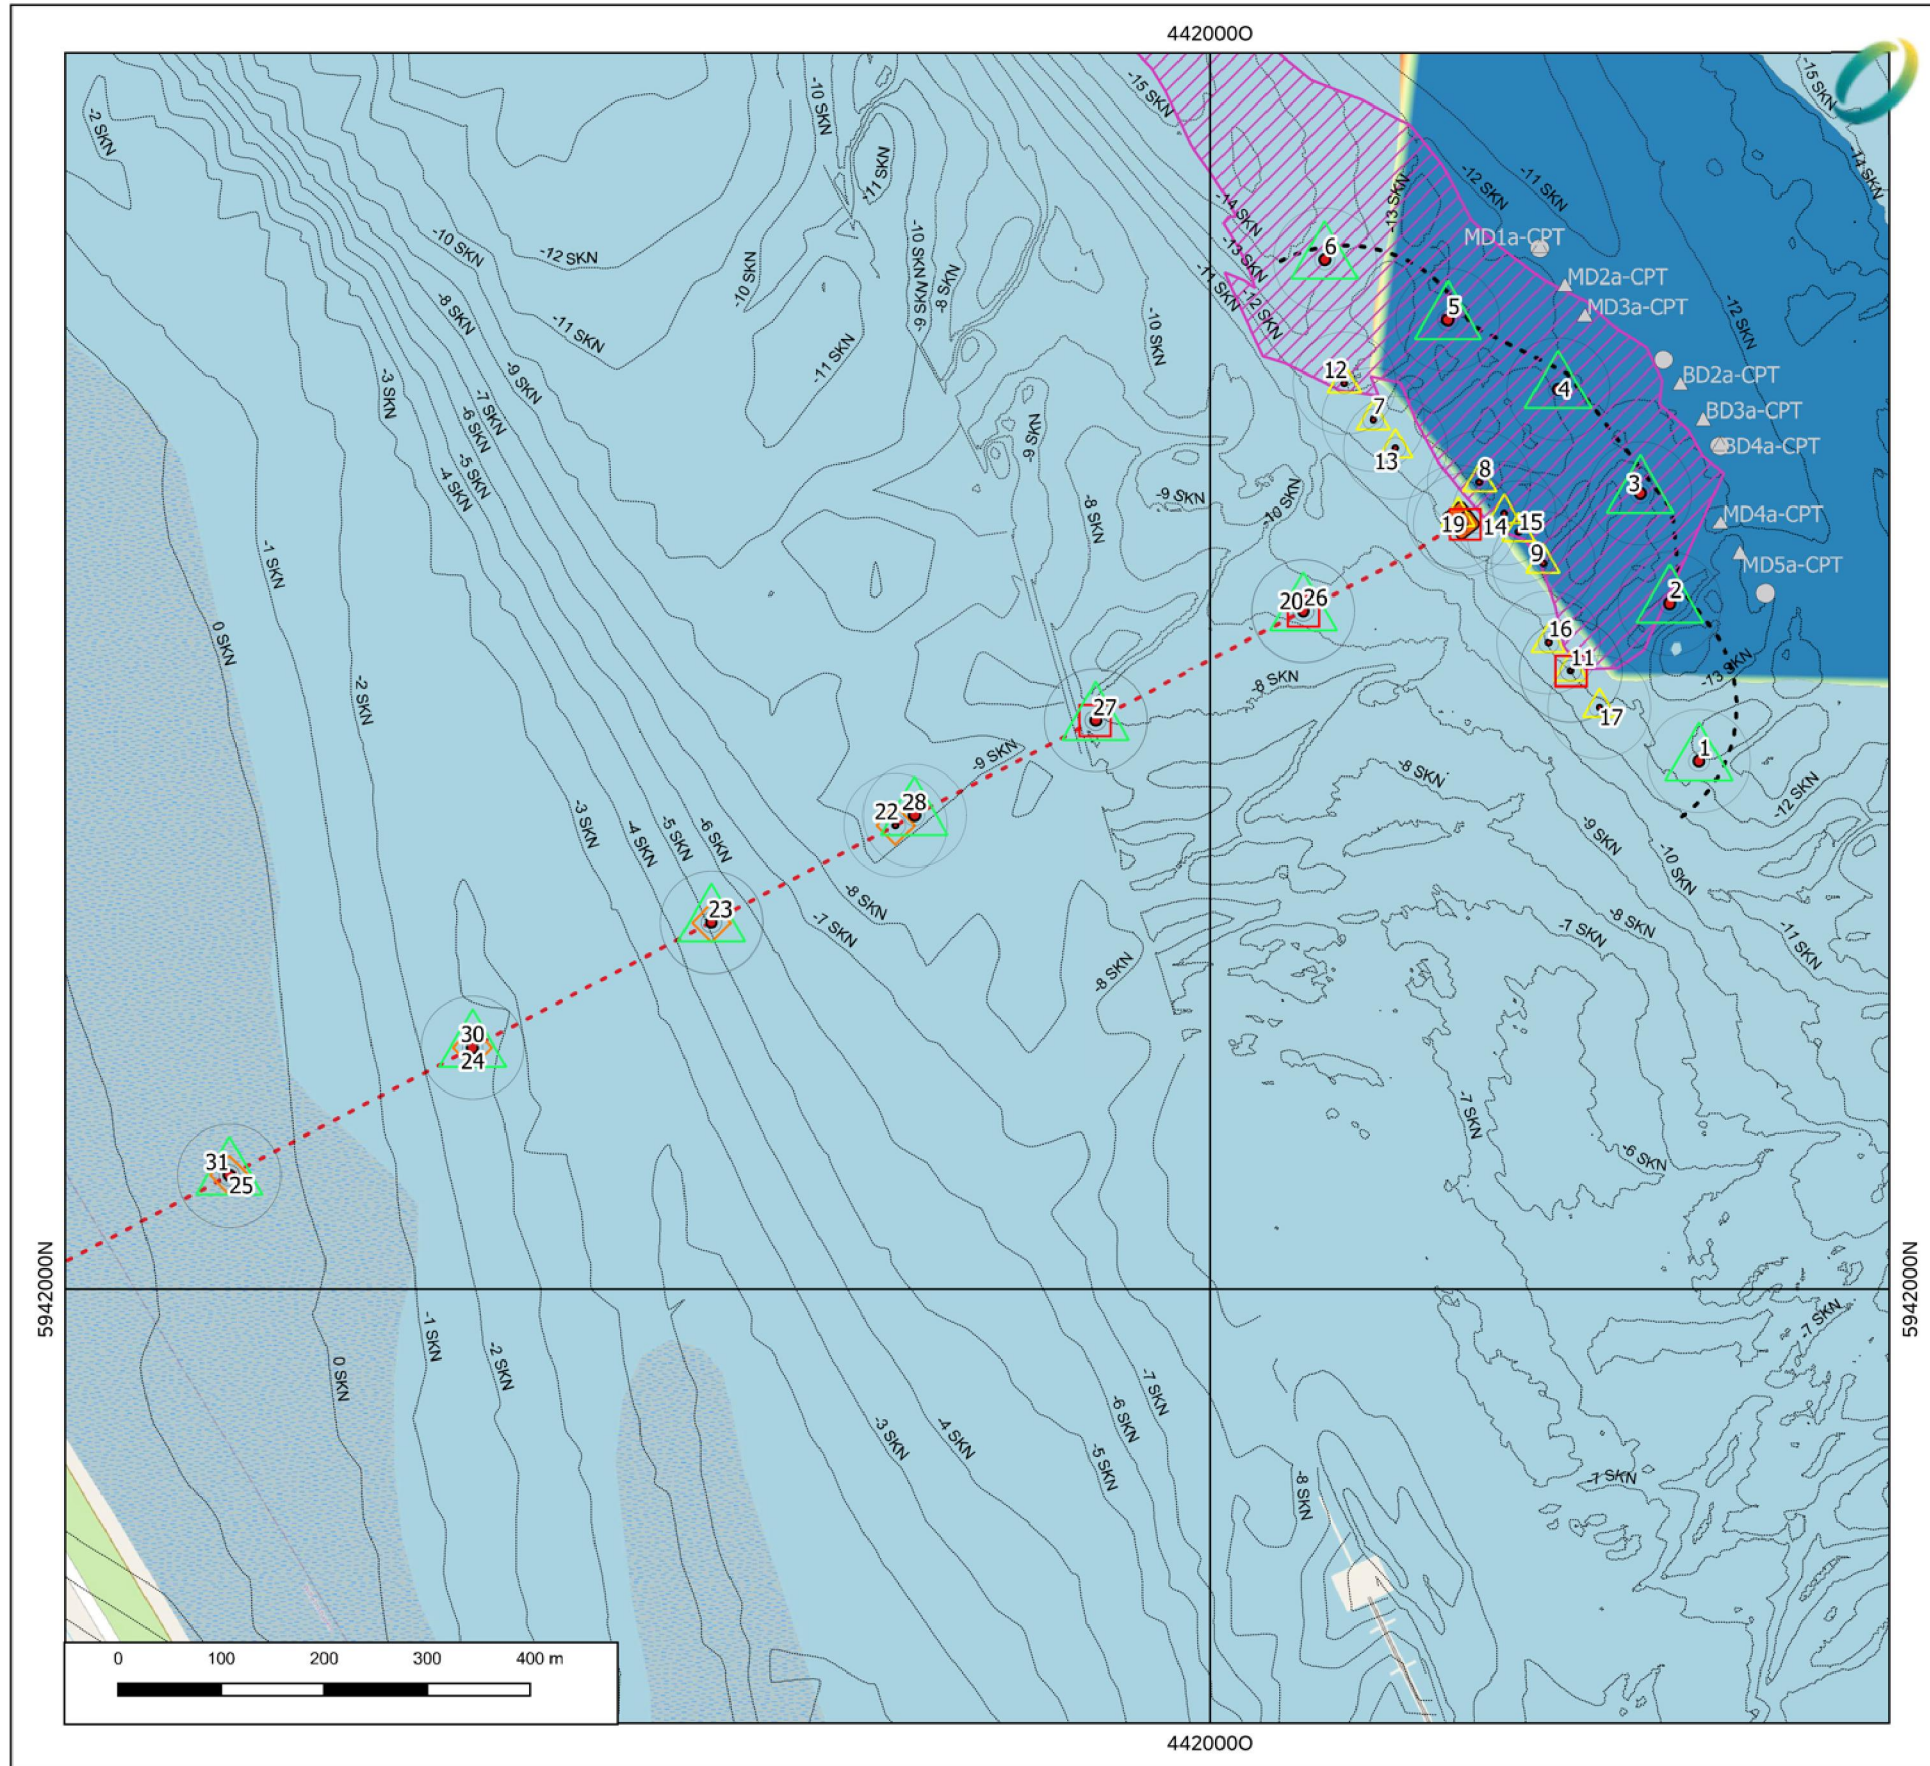 442000O
-2 SKN
-10 SKN
-11 SKN
-15 SKN
-15 SKN
-14 SKN
-12 SKN
-11 SKN
-13 SKN
-14 SKN
-13 SKN
-11 SKN
-12 SKN
-10 SKN
-12 SKN
-10 SKN
-10 SKN
-9 SKN
-8 SKN
MD1a-CPT
MD2a-CPT
MD3a-CPT
-12 SKN
6
5
4
3
2
1
BD2a-CPT
BD3a-CPT
BD4a-CPT
MD4a-CPT
MD5a-CPT
-8 SKN
-11 SKN
-9 SKN
-11 SKN
-10 SKN
-3 SKN
-7 SKN
-6 SKN
-5 SKN
-4 SKN
-9 SKN
-8 SKN
-9 SKN
-10 SKN
12
7
13
8
19
14
15
9
16
11
17
20
26
27
-1 SKN
0 SKN
-2 SKN
-8 SKN
-13 SKN
-9 SKN
22
28
-8 SKN
-12 SKN
-3 SKN
-4 SKN
-5 SKN
-6 SKN
-9 SKN
-10 SKN
23
-8 SKN
-7 SKN
-8 SKN
-7 SKN
-8 SKN
-11 SKN
30
24
-7 SKN
-6 SKN
31
25
5942000N
5942000N
-1 SKN
-2 SKN
0 SKN
-7 SKN
-7 SKN
-6 SKN
-5 SKN
-3 SKN
-4 SKN
-8 SKN
-7 SKN
0 100 200 300 400 m
442000O